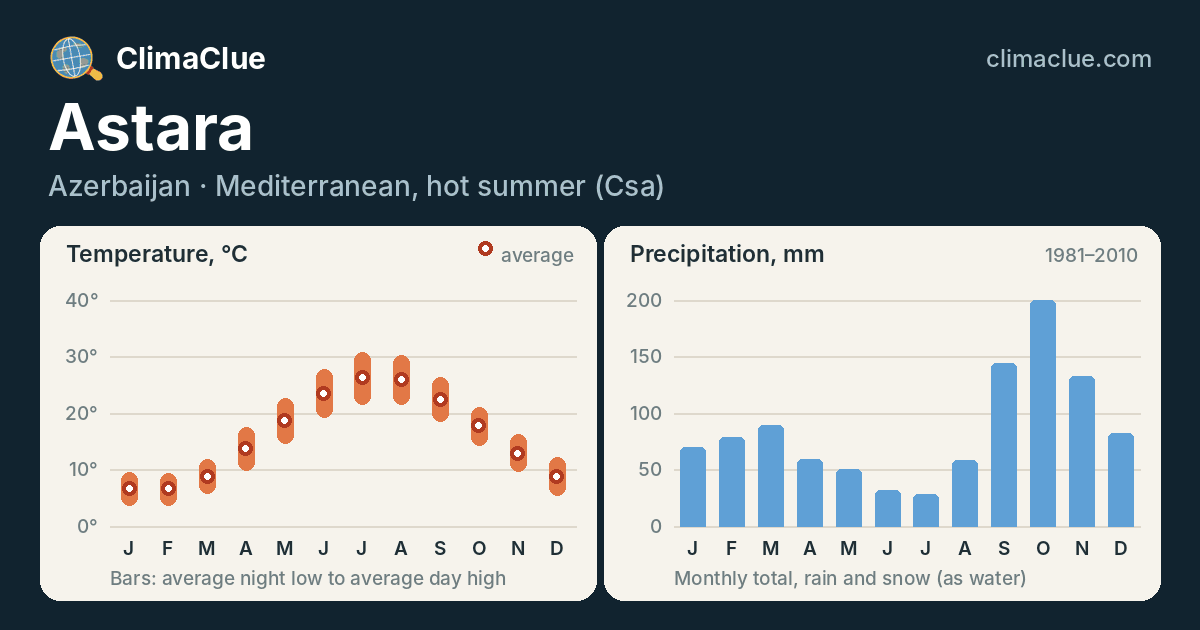 ClimaClue
climaclue.com
Astara
Azerbaijan · Mediterranean, hot summer (Csa)
Temperature, °C
average
40°
30°
20°
10°
0°
J F M A M J J A S O N D
Bars: average night low to average day high
Precipitation, mm
1981–2010
200
150
100
50
0
J F M A M J J A S O N D
Monthly total, rain and snow (as water)